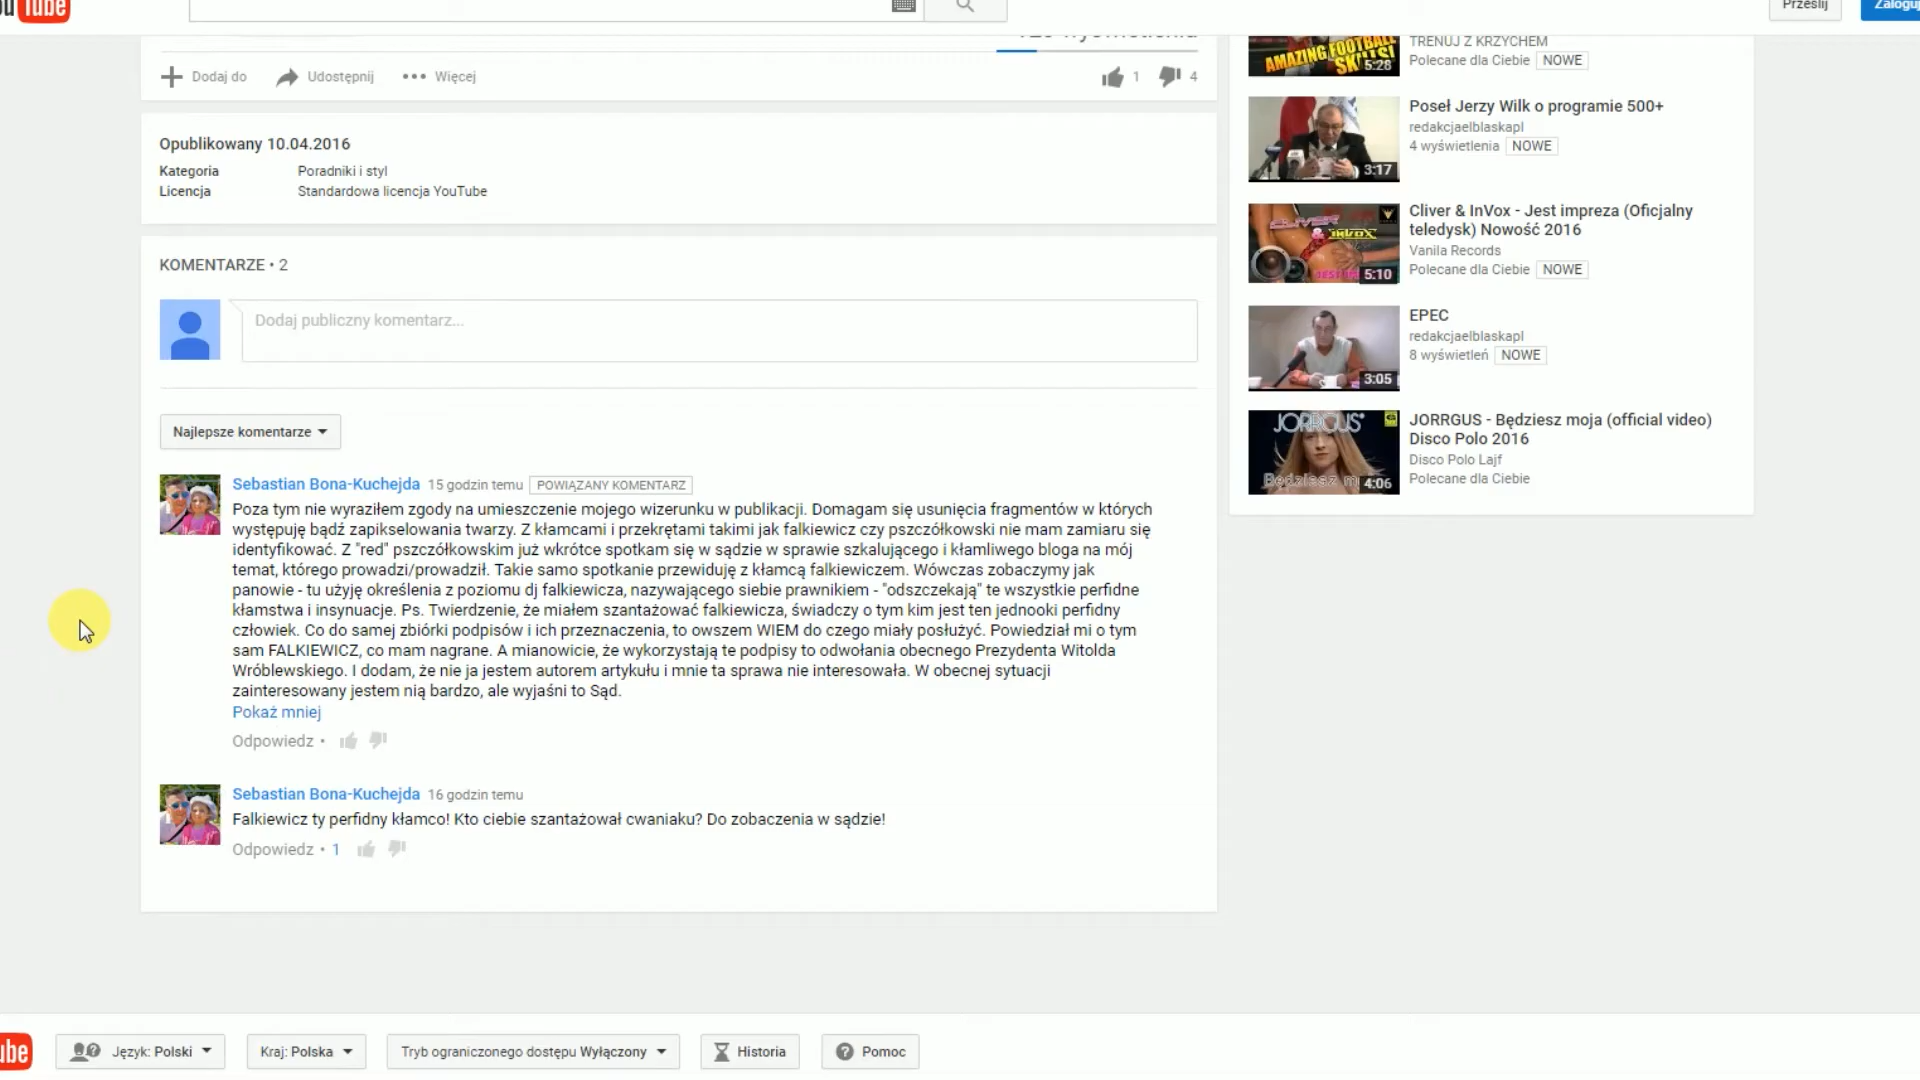 Tube
Prześlij
Dodaj do
Udostępnij
Więcej
1
4
Opublikowany 10.04.2016
Kategoria
Poradniki i styl
Licencja
Standardowa licencja YouTube
KOMENTARZE • 2
Dodaj publiczny komentarz...
Najlepsze komentarze
Sebastian Bona-Kuchejda 15 godzin temu POWIĄZANY KOMENTARZ
Poza tym nie wyraziłem zgody na umieszczenie mojego wizerunku w publikacji. Domagam się usunięcia fragmentów w których
występuję bądź zapikselowania twarzy. Z kłamcami i przekrętami takimi jak falkiewicz czy pszczółkowski nie mam zamiaru się
identyfikować. Z "red" pszczółkowskim już wkrótce spotkam się w sądzie w sprawie szkalującego i kłamliwego bloga na mój
temat, którego prowadzi/prowadził. Takie samo spotkanie przewiduję z kłamcą falkiewiczem. Wówczas zobaczymy jak
panowie - tu użyję określenia z poziomu dj falkiewicza, nazywającego siebie prawnikiem - "odszczekają" te wszystkie perfidne
kłamstwa i insynuacje. Ps. Twierdzenie, że miałem szantażować falkiewicza, świadczy o tym kim jest ten jednooki perfidny
człowiek. Co do samej zbiórki podpisów i ich przeznaczenia, to owszem WIEM do czego miały posłużyć. Powiedział mi o tym
sam FALKIEWICZ, co mam nagrane. A mianowicie, że wykorzystają te podpisy to odwołania obecnego Prezydenta Witolda
Wróblewskiego. I dodam, że nie ja jestem autorem artykułu i mnie ta sprawa nie interesowała. W obecnej sytuacji
zainteresowany jestem nią bardzo, ale wyjaśni to Sąd.
Pokaż mniej
Odpowiedz •
Sebastian Bona-Kuchejda 16 godzin temu
Falkiewicz ty perfidny kłamco! Kto ciebie szantażował cwaniaku? Do zobaczenia w sądzie!
Odpowiedz • 1
AMAZING FOOTBALL
SKILLS!
5:28
TRENUJ Z KRZYCHEM
Polecane dla Ciebie NOWE
3:17
Poseł Jerzy Wilk o programie 500+
redakcjaelblaskapl
4 wyświetlenia NOWE
CLIVER
& INVOX
5:10
Cliver & InVox - Jest impreza (Oficjalny
teledysk) Nowość 2016
Vanila Records
Polecane dla Ciebie NOWE
3:05
EPEC
redakcjaelblaskapl
8 wyświetleń NOWE
JORRGUS
Będziesz
4:06
JORRGUS - Będziesz moja (official video)
Disco Polo 2016
Disco Polo Lajf
Polecane dla Ciebie
Język: Polski
Kraj: Polska
Tryb ograniczonego dostępu Wyłączony
Historia
Pomoc